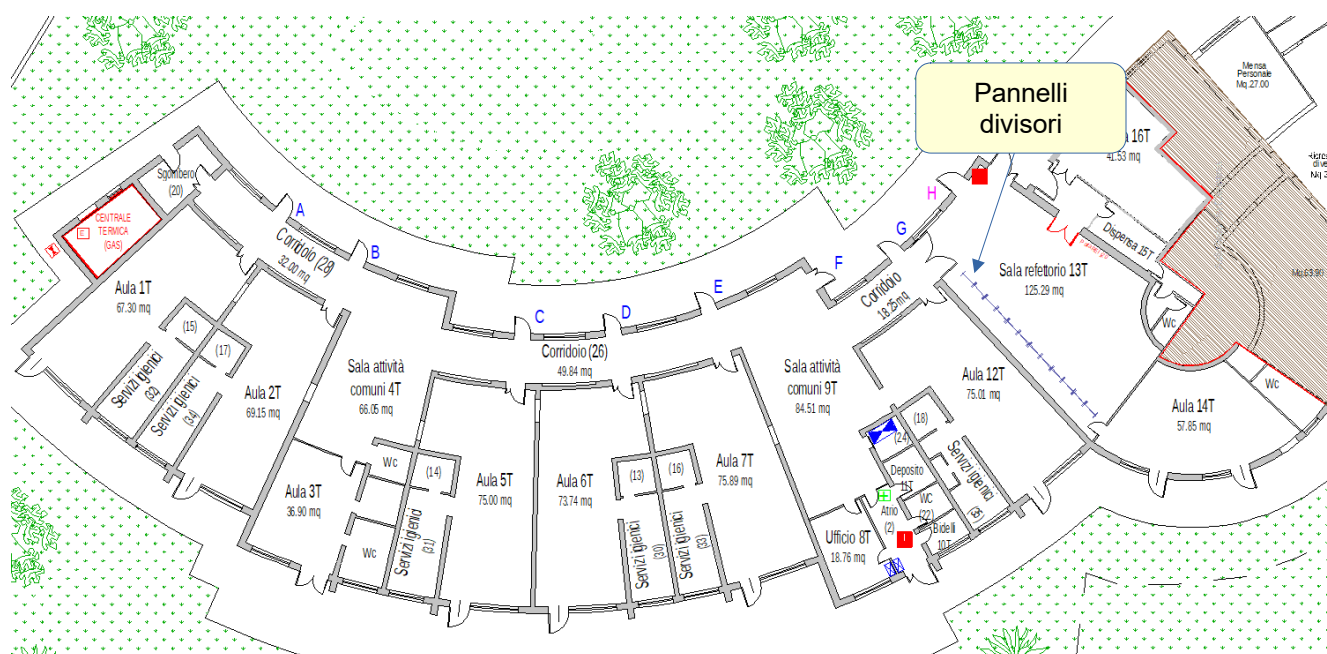 Pannelli
divisori
Mensa
Personale
Mq.27.00
16T
41.53 mq
Sgombero
(20)
CENTRALE
TERMICA
(GAS)
A
B
C
D
E
F
G
H
Corridoio (28)
32.00 mq
Corridoio
18.25mq
Dispensa 15T
Sala refettorio 13T
125.29 mq
Mq.63.90
Aula 1T
67.30 mq
(15)
(17)
Servizi igienici
(32)
Servizi igienici
(34)
Aula 2T
69.15 mq
Sala attività
comuni 4T
66.05 mq
Corridoio (26)
49.84 mq
Sala attività
comuni 9T
84.51 mq
Aula 12T
75.01 mq
Wc
Wc
Aula 14T
57.85 mq
Aula 3T
36.90 mq
Wc
Wc
(14)
Servizi igienici
(31)
Aula 5T
75.00 mq
Aula 6T
73.74 mq
(13)
(16)
Servizi igienici
(30)
Servizi igienici
(33)
Aula 7T
75.89 mq
(18)
(24)
Servizi igienici
(35)
Deposito
11T
Atrio
(2)
WC
(22)
Bidelli
10T
Ufficio 8T
18.76 mq